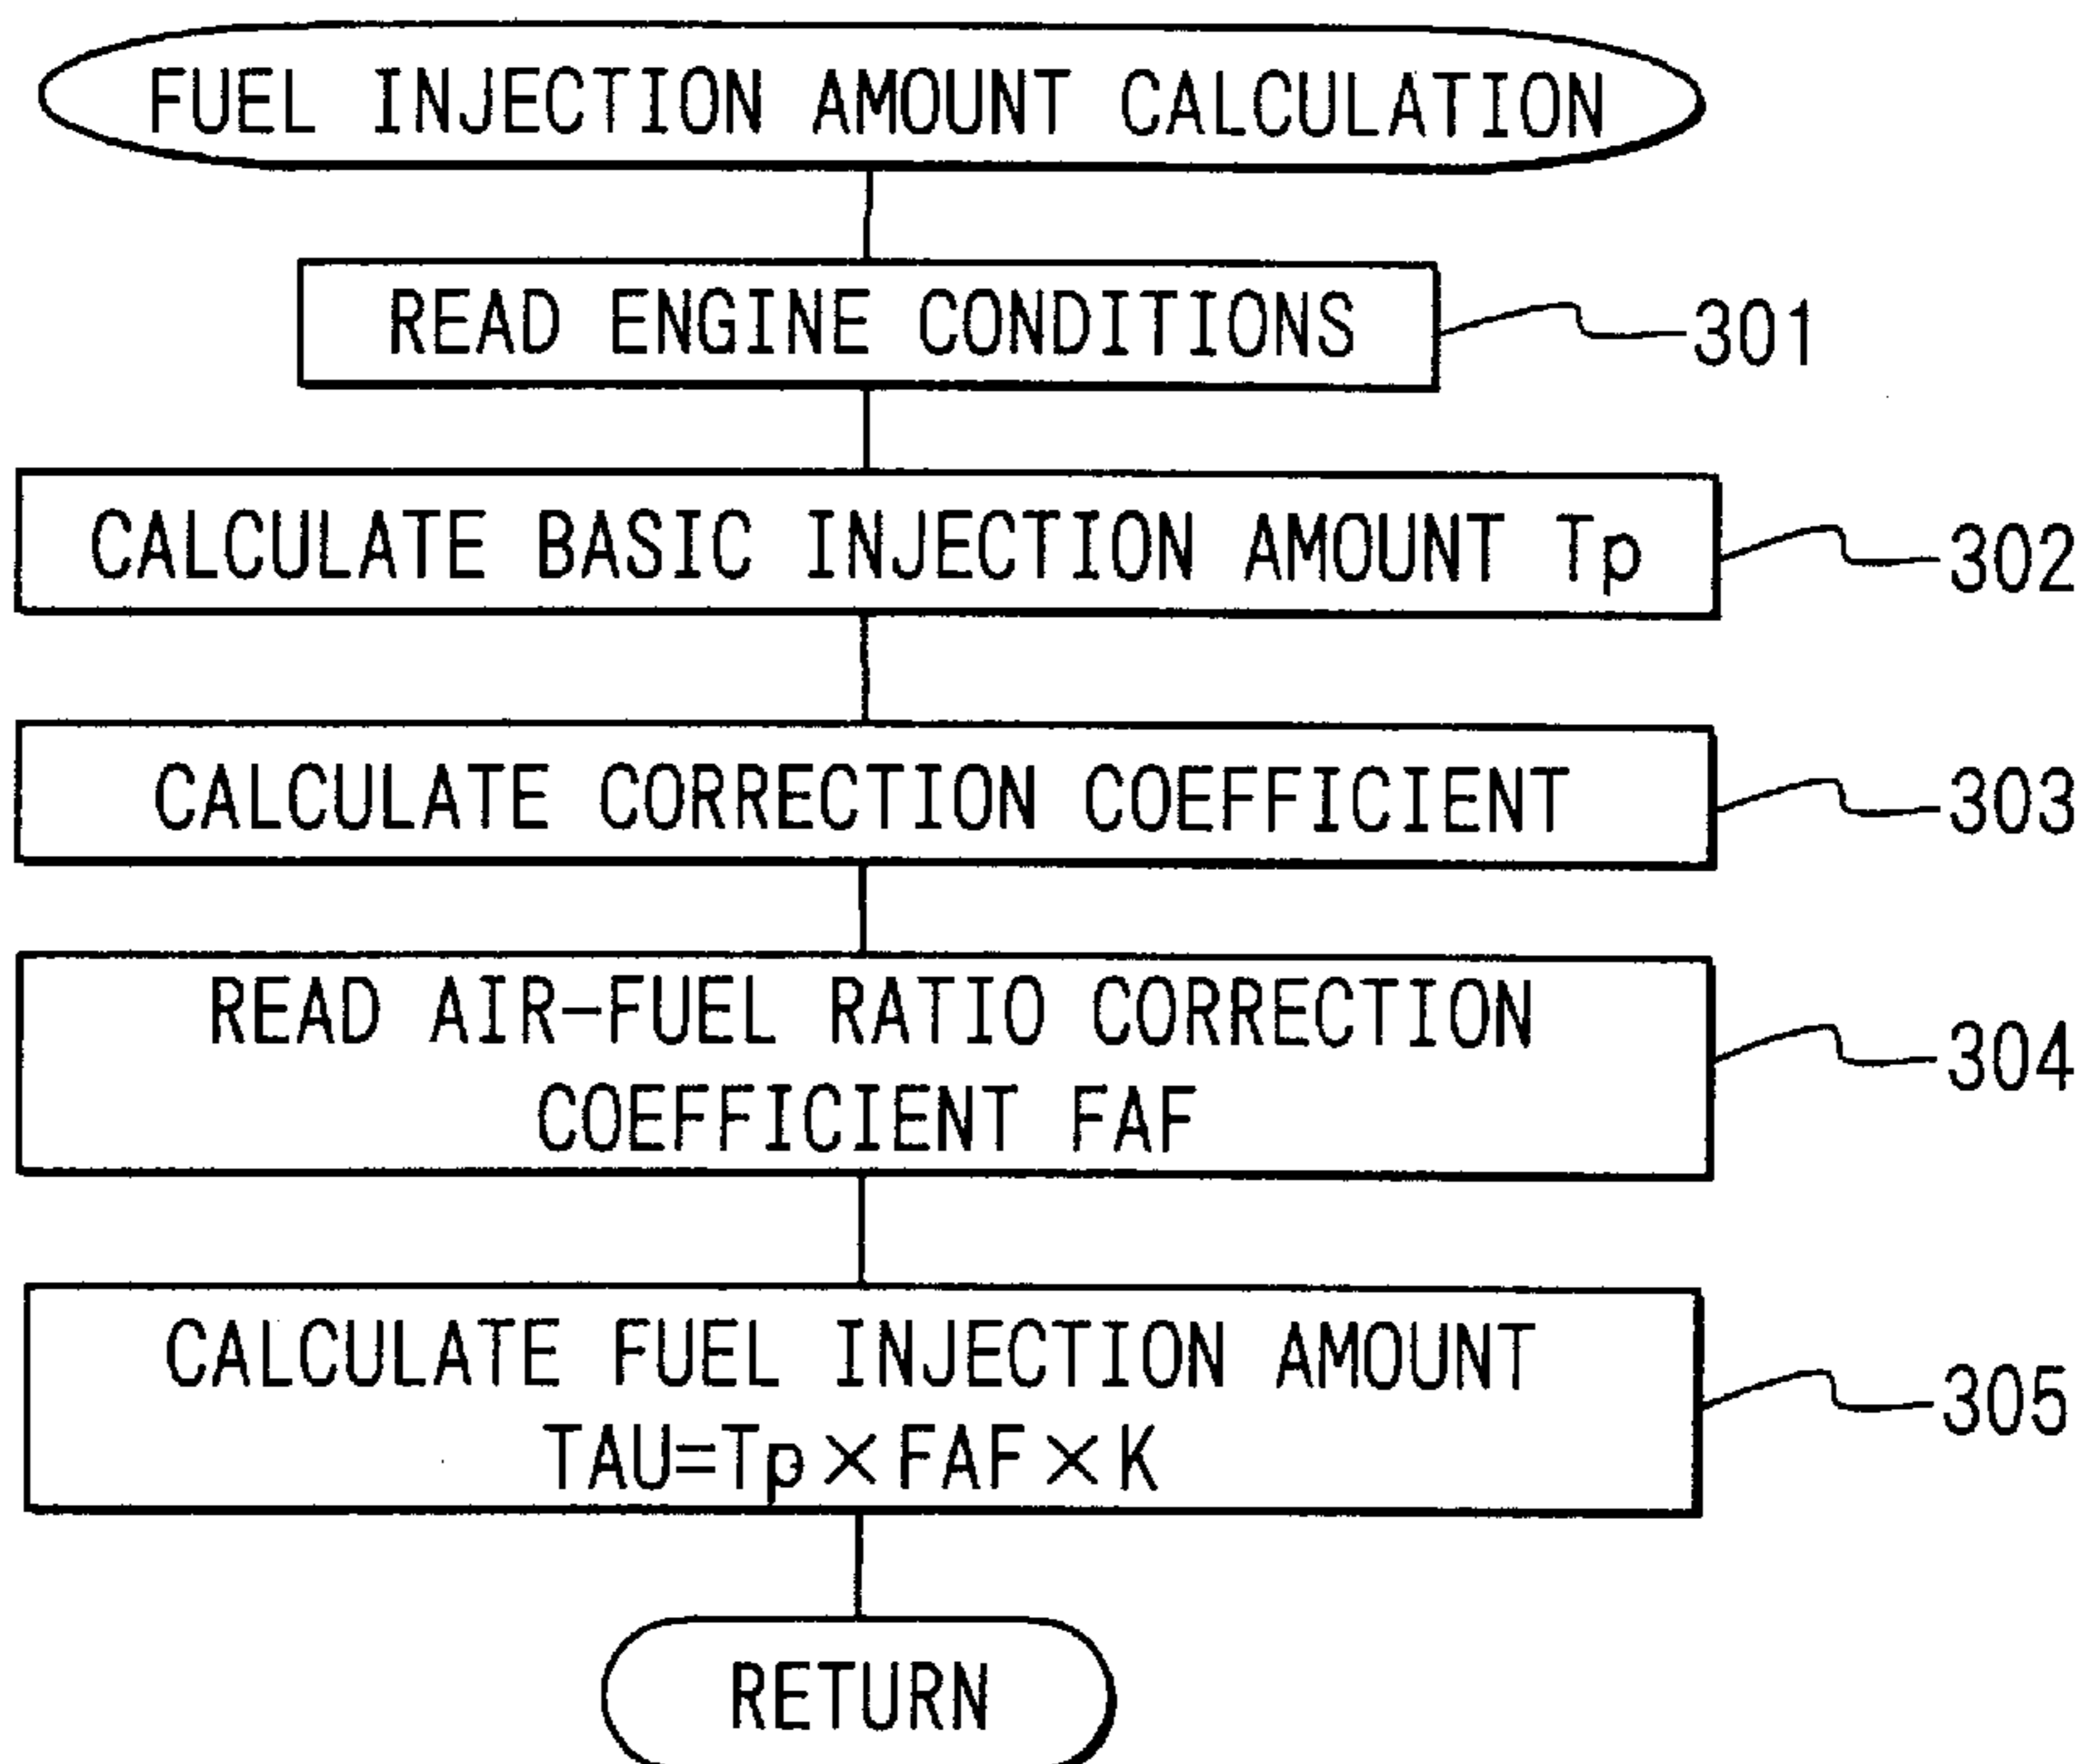 FUEL INJECTION AMOUNT CALCULATION
READ ENGINE CONDITIONS
301
CALCULATE BASIC INJECTION AMOUNT Tp
302
CALCULATE CORRECTION COEFFICIENT
303
READ AIR-FUEL RATIO CORRECTION
COEFFICIENT FAF
304
CALCULATE FUEL INJECTION AMOUNT
TAU=Tp×FAF×K
305
RETURN